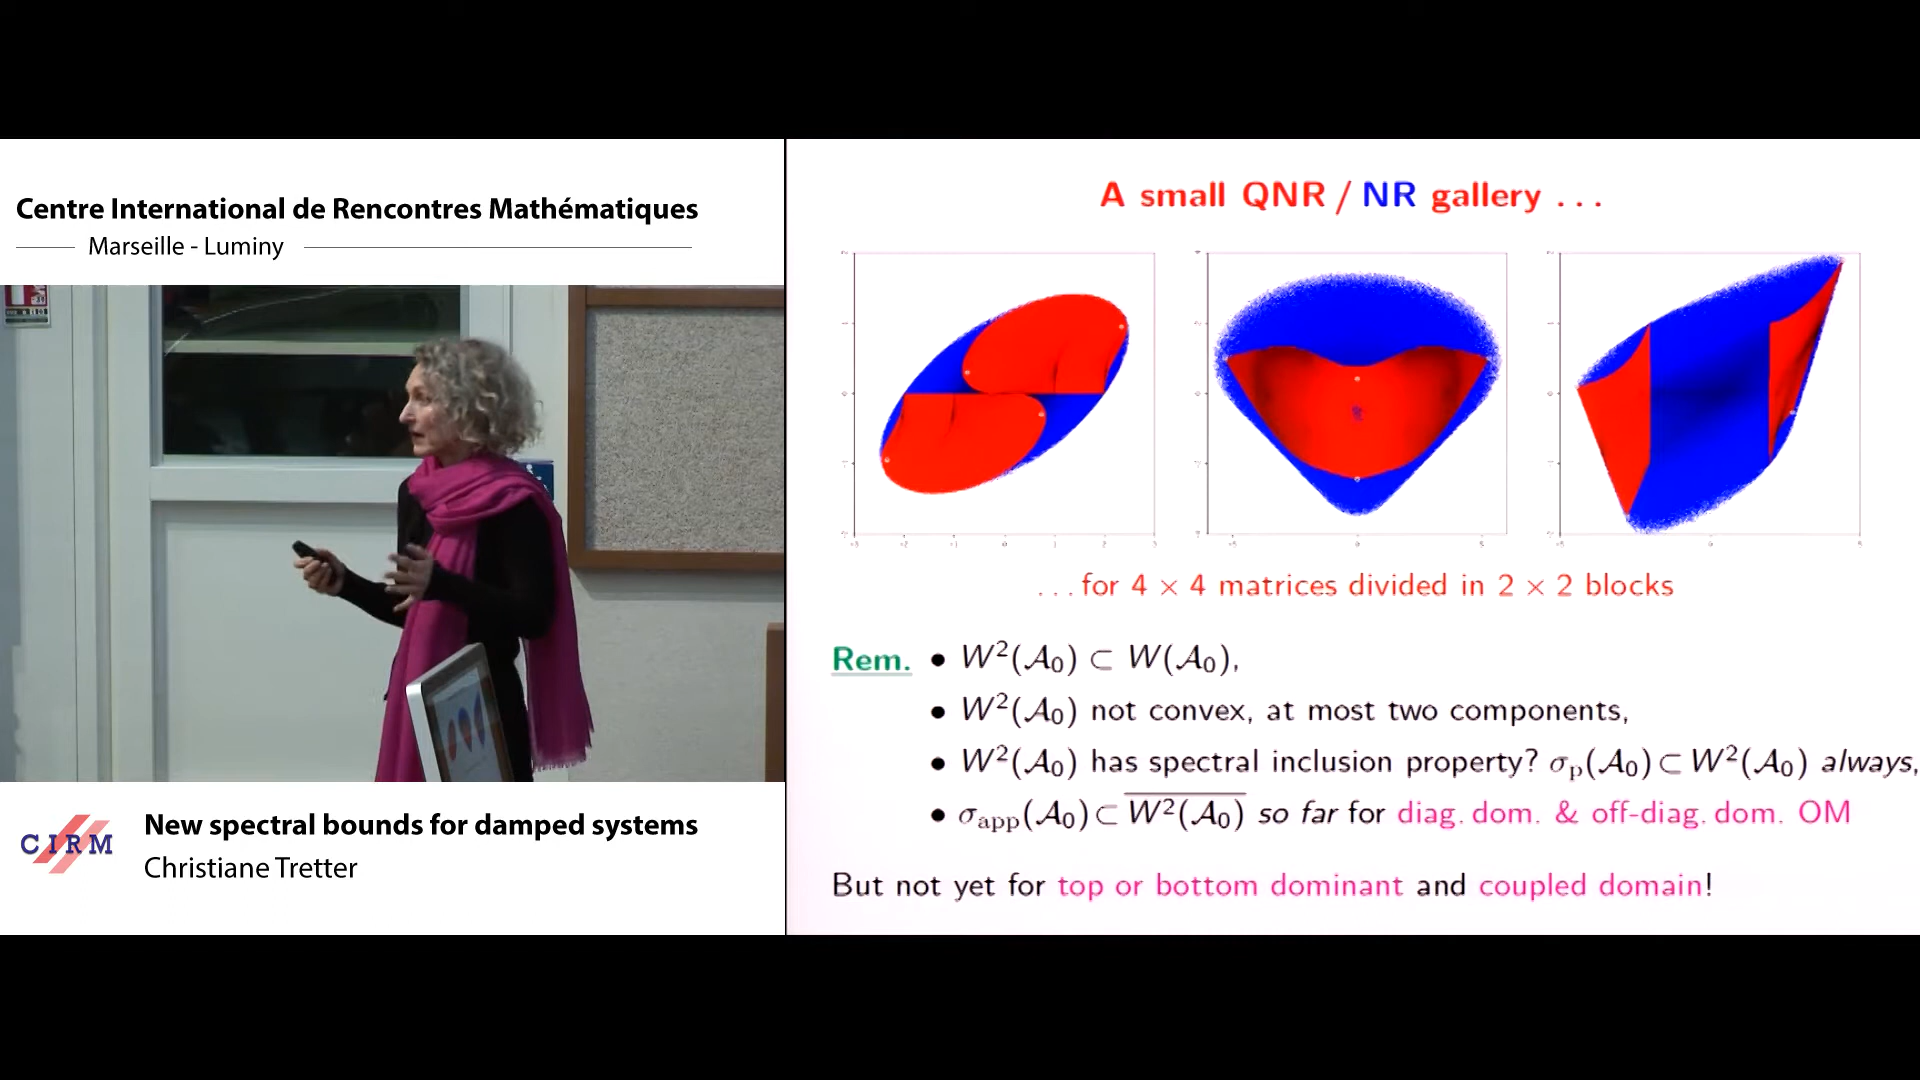 Centre International de Rencontres Mathématiques
Marseille - Luminy
CIRM
New spectral bounds for damped systems
Christiane Tretter
A small QNR / NR gallery ...
... for 4 × 4 matrices divided in 2 × 2 blocks
Rem. • W²(𝒜₀) ⊂ W(𝒜₀),
• W²(𝒜₀) not convex, at most two components,
• W²(𝒜₀) has spectral inclusion property? σₚ(𝒜₀) ⊂ W²(𝒜₀) always,
• σ_app(𝒜₀) ⊂ \overline{W²(𝒜₀)} so far for diag. dom. & off-diag. dom. OM
But not yet for top or bottom dominant and coupled domain!